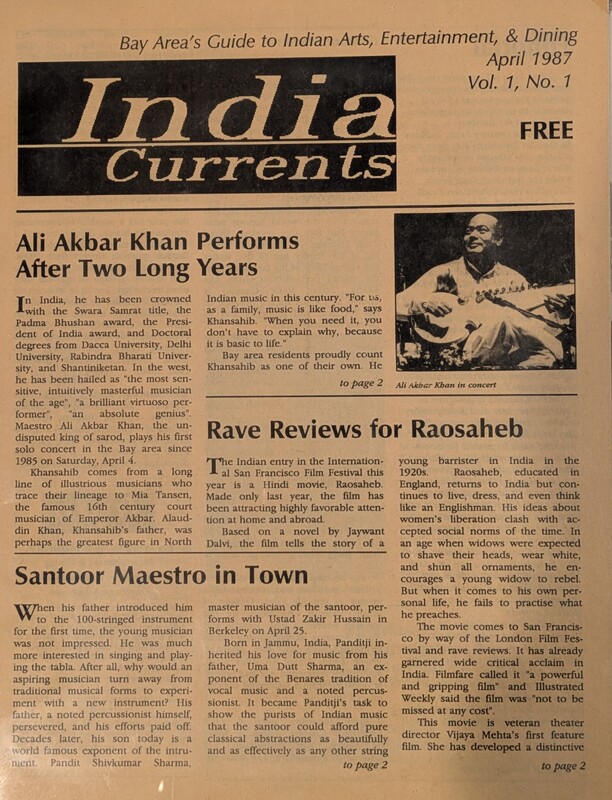 Bay Area's Guide to Indian Arts, Entertainment, & Dining
April 1987
Vol. 1, No. 1
India
Currents
FREE
Ali Akbar Khan Performs
After Two Long Years
In India, he has been crowned
with the Swara Samrat title, the
Padma Bhushan award, the Presi-
dent of India award, and Doctoral
degrees from Dacca University, Delhi
University, Rabindra Bharati Univer-
sity, and Shantiniketan. In the west,
he has been hailed as "the most sen-
sitive, intuitively masterful musician
of the age", "a brilliant virtuoso per-
former", "an absolute genius".
Maestro Ali Akbar Khan, the un-
disputed king of sarod, plays his first
solo concert in the Bay area since
1985 on Saturday, April 4.
Khansahib comes from a long
line of illustrious musicians who
trace their lineage to Mia Tansen,
the famous 16th century court
musician of Emperor Akbar. Alaud-
din Khan, Khansahib's father, was
perhaps the greatest figure in North
Indian music in this century. "For us,
as a family, music is like food," says
Khansahib. "When you need it, you
don't have to explain why, because
it is basic to life."
Bay area residents proudly count
Khansahib as one of their own. He
to page 2
Ali Akbar Khan in concert
Rave Reviews for Raosaheb
The Indian entry in the Internation-
al San Francisco Film Festival this
year is a Hindi movie, Raosaheb.
Made only last year, the film has
been attracting highly favorable atten-
tion at home and abroad.
Based on a novel by Jaywant
Dalvi, the film tells the story of a
young barrister in India in the
1920s. Raosaheb, educated in
England, returns to India but con-
tinues to live, dress, and even think
like an Englishman. His ideas about
women's liberation clash with ac-
cepted social norms of the time. In
an age when widows were expected
to shave their heads, wear white,
and shun all ornaments, he en-
courages a young widow to rebel.
But when it comes to his own per-
sonal life, he fails to practise what
he preaches.
The movie comes to San Francis-
co by way of the London Film Fes-
tival and rave reviews. It has already
garnered wide critical acclaim in
India. Filmfare called it "a powerful
and gripping film" and Illustrated
Weekly said the film was "not to be
missed at any cost".
This movie is veteran theater
director Vijaya Mehta's first feature
film. She has developed a distinctive
to page 2
Santoor Maestro in Town
When his father introduced him
to the 100-stringed instrument
for the first time, the young musician
was not impressed. He was much
more interested in singing and play-
ing the tabla. After all, why would an
aspiring musician turn away from
traditional musical forms to experi-
ment with a new instrument? His
father, a noted percussionist himself,
persevered, and his efforts paid off.
Decades later, his son today is a
world famous exponent of the intru-
ment. Pandit Shivkumar Sharma,
master musician of the santoor, per-
forms with Ustad Zakir Hussain in
Berkeley on April 25.
Born in Janmu, India, Panditji in-
herited his love for music from his
father, Uma Dutt Sharma, an ex-
ponent of the Benares tradition of
vocal music and a noted percus-
sionist. It became Panditji's task to
show the purists of Indian music
that the santoor could afford pure
classical abstractions as beautifully
and as effectively as any other string
to page 2